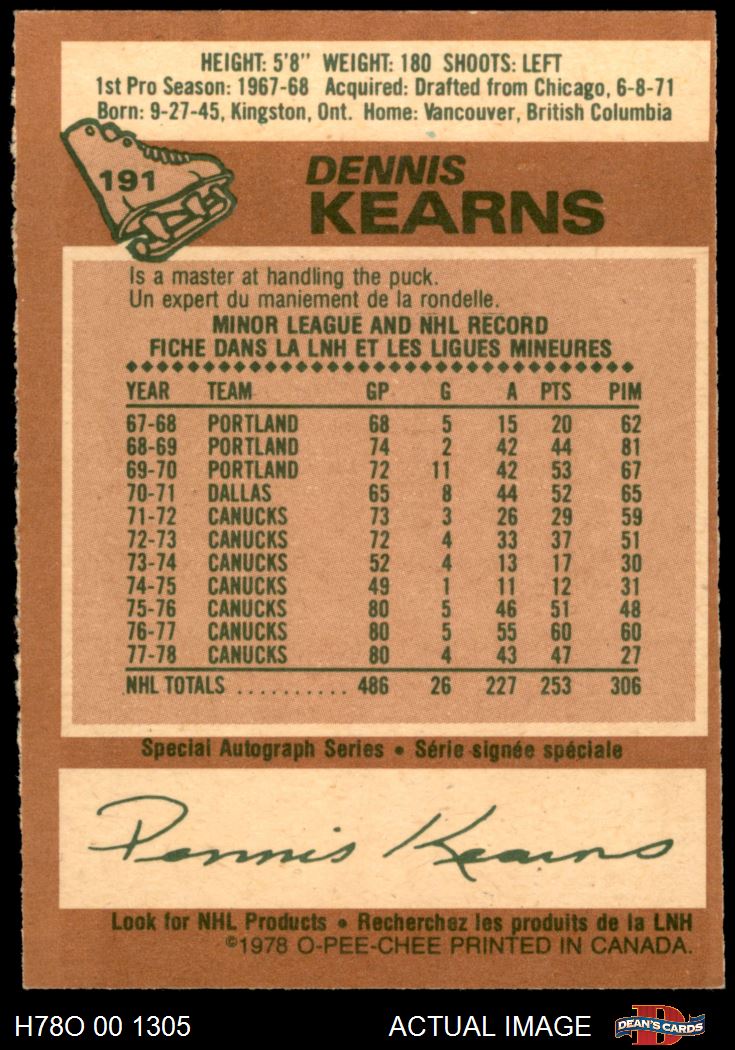 HEIGHT: 5'8" WEIGHT: 180 SHOOTS: LEFT
1st Pro Season: 1967-68 Acquired: Drafted from Chicago, 6-8-71
Born: 9-27-45, Kingston, Ont. Home: Vancouver, British Columbia
191
DENNIS
KEARNS
Is a master at handling the puck.
Un expert du maniement de la rondelle.
MINOR LEAGUE AND NHL RECORD
FICHE DANS LA LNH ET LES LIGUES MINEURES
YEAR TEAM GP G A PTS PIM
67-68 PORTLAND 68 5 15 20 62
68-69 PORTLAND 74 2 42 44 81
69-70 PORTLAND 72 11 42 53 67
70-71 DALLAS 65 8 44 52 65
71-72 CANUCKS 73 3 26 29 59
72-73 CANUCKS 72 4 33 37 51
73-74 CANUCKS 52 4 13 17 30
74-75 CANUCKS 49 1 11 12 31
75-76 CANUCKS 80 5 46 51 48
76-77 CANUCKS 80 5 55 60 60
77-78 CANUCKS 80 4 43 47 27
NHL TOTALS .......... 486 26 227 253 306
Special Autograph Series • Série signée spéciale
Dennis Kearns
Look for NHL Products • Recherchez les produits de la LNH
©1978 O-PEE-CHEE PRINTED IN CANADA.
H78O 00 1305 ACTUAL IMAGE DEAN'S CARDS